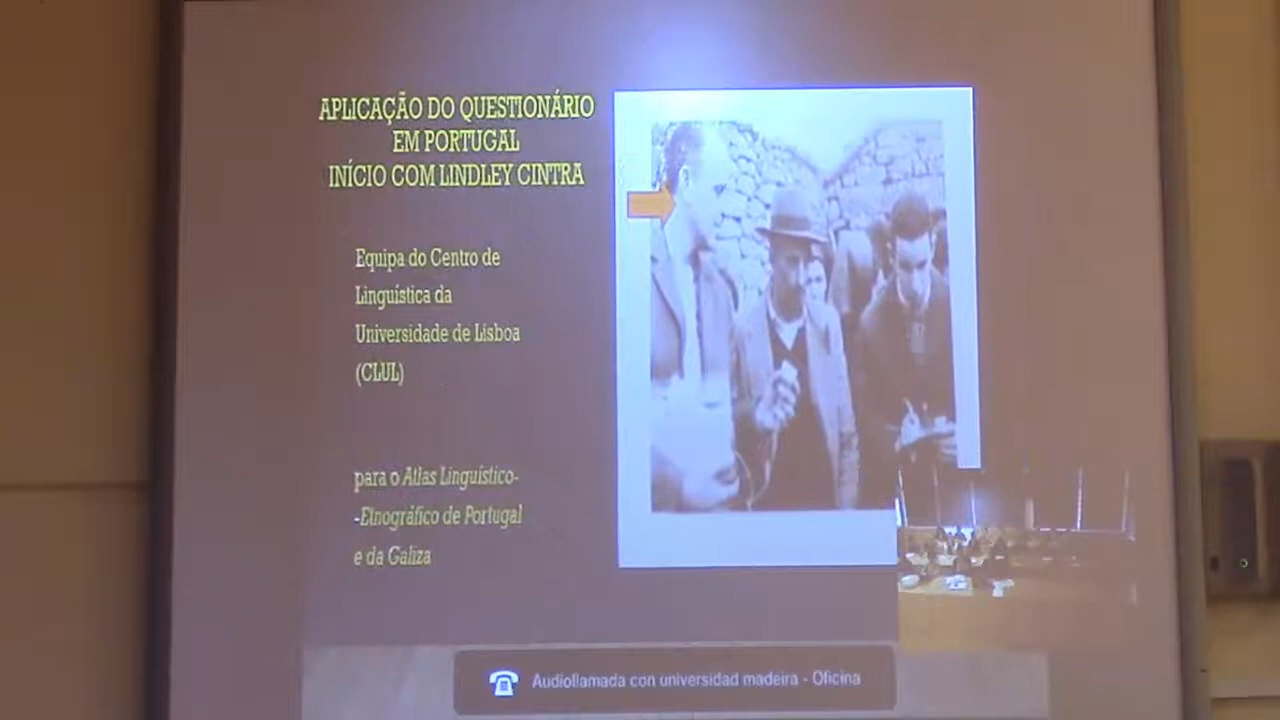 APLICAÇÃO DO QUESTIONÁRIO
EM PORTUGAL
INÍCIO COM LINDLEY CINTRA
Equipa do Centro de
Linguística da
Universidade de Lisboa
(CLUL)
para o Atlas Linguístico-
-Etnográfico de Portugal
e da Galiza
Audiollamada con universidad madeira - Oficina